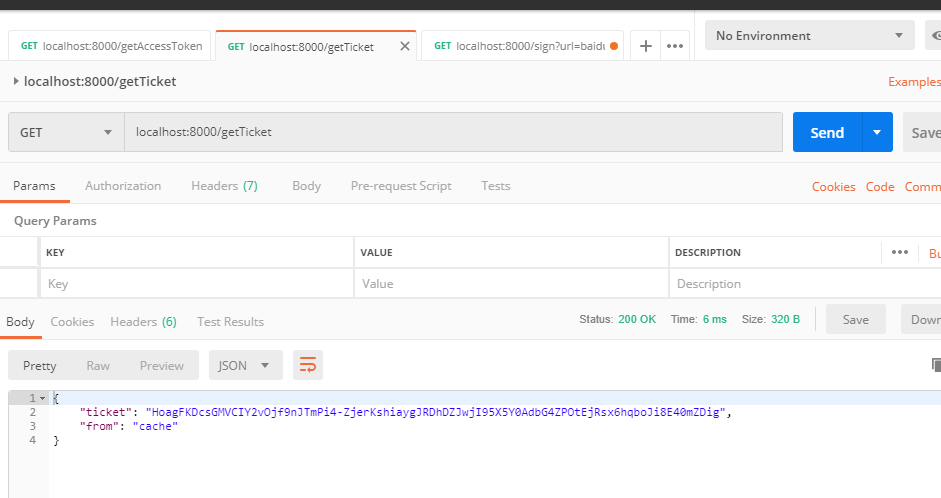 GET localhost:8000/getAccessToken
GET localhost:8000/getTicket
GET localhost:8000/sign?url=baidu
No Environment
localhost:8000/getTicket
Examples
GET localhost:8000/getTicket Send Save
Params Authorization Headers (7) Body Pre-request Script Tests Cookies Code Comm
Query Params
KEY VALUE DESCRIPTION Bu
Key Value Description
Body Cookies Headers (6) Test Results Status: 200 OK Time: 6 ms Size: 320 B Save Down
Pretty Raw Preview JSON
1 {
2 "ticket": "HoagFKDcsGMVCIY2vOjf9nJTmPi4-ZjerKshiaygJRDhDZJwjI95X5Y0AdbG4ZPOtEjRsx6hqboJi8E40mZDig",
3 "from": "cache"
4 }